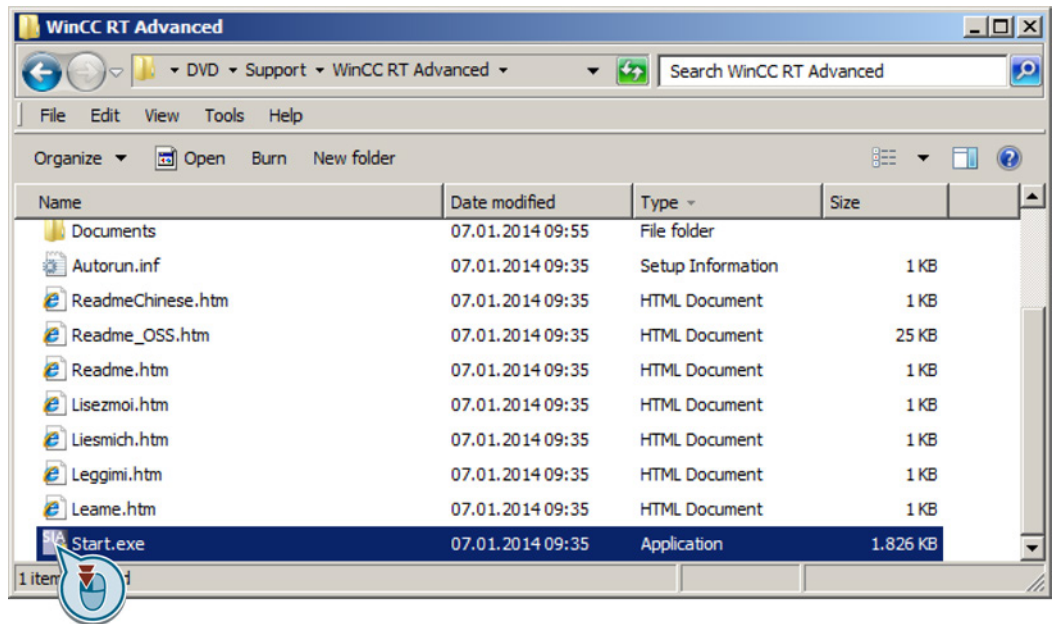 WinCC RT Advanced
DVD Support WinCC RT Advanced Search WinCC RT Advanced
File Edit View Tools Help
Organize Open Burn New folder
Name Date modified Type Size
Documents 07.01.2014 09:55 File folder
Autorun.inf 07.01.2014 09:35 Setup Information 1 KB
ReadmeChinese.htm 07.01.2014 09:35 HTML Document 1 KB
Readme_OSS.htm 07.01.2014 09:35 HTML Document 25 KB
Readme.htm 07.01.2014 09:35 HTML Document 1 KB
Lisezmoi.htm 07.01.2014 09:35 HTML Document 1 KB
Liesmich.htm 07.01.2014 09:35 HTML Document 1 KB
Leggimi.htm 07.01.2014 09:35 HTML Document 1 KB
Leame.htm 07.01.2014 09:35 HTML Document 1 KB
Start.exe 07.01.2014 09:35 Application 1.826 KB
1